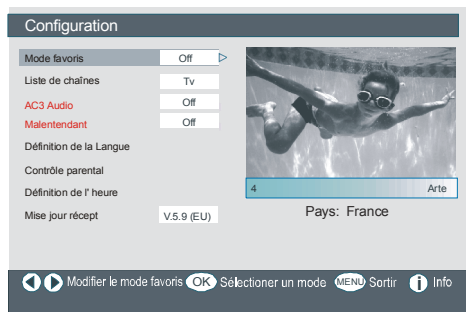 Configuration
Mode favoris Off
Liste de chaînes Tv
AC3 Audio Off
Malentendant Off
Définition de la Langue
Contrôle parental
Définition de l' heure
Mise jour récept V.5.9 (EU)
4 Arte
Pays: France
Modifier le mode favoris OK Sélectioner un mode MENU Sortir i Info